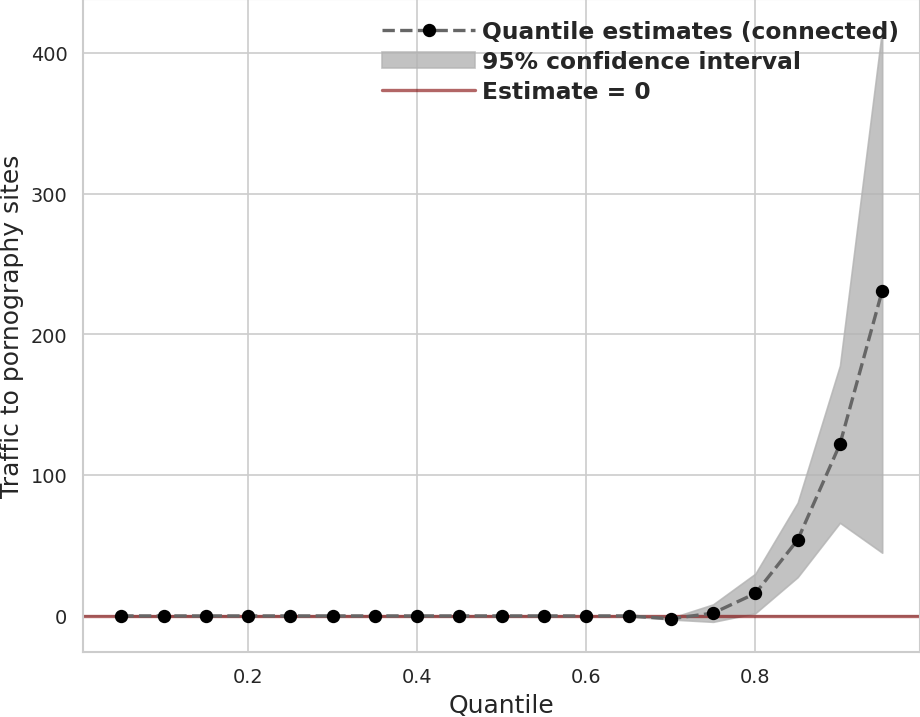 Quantile estimates (connected)
95% confidence interval
Estimate = 0
400
300
200
100
0
Traffic to pornography sites
0.2
0.4
0.6
0.8
Quantile